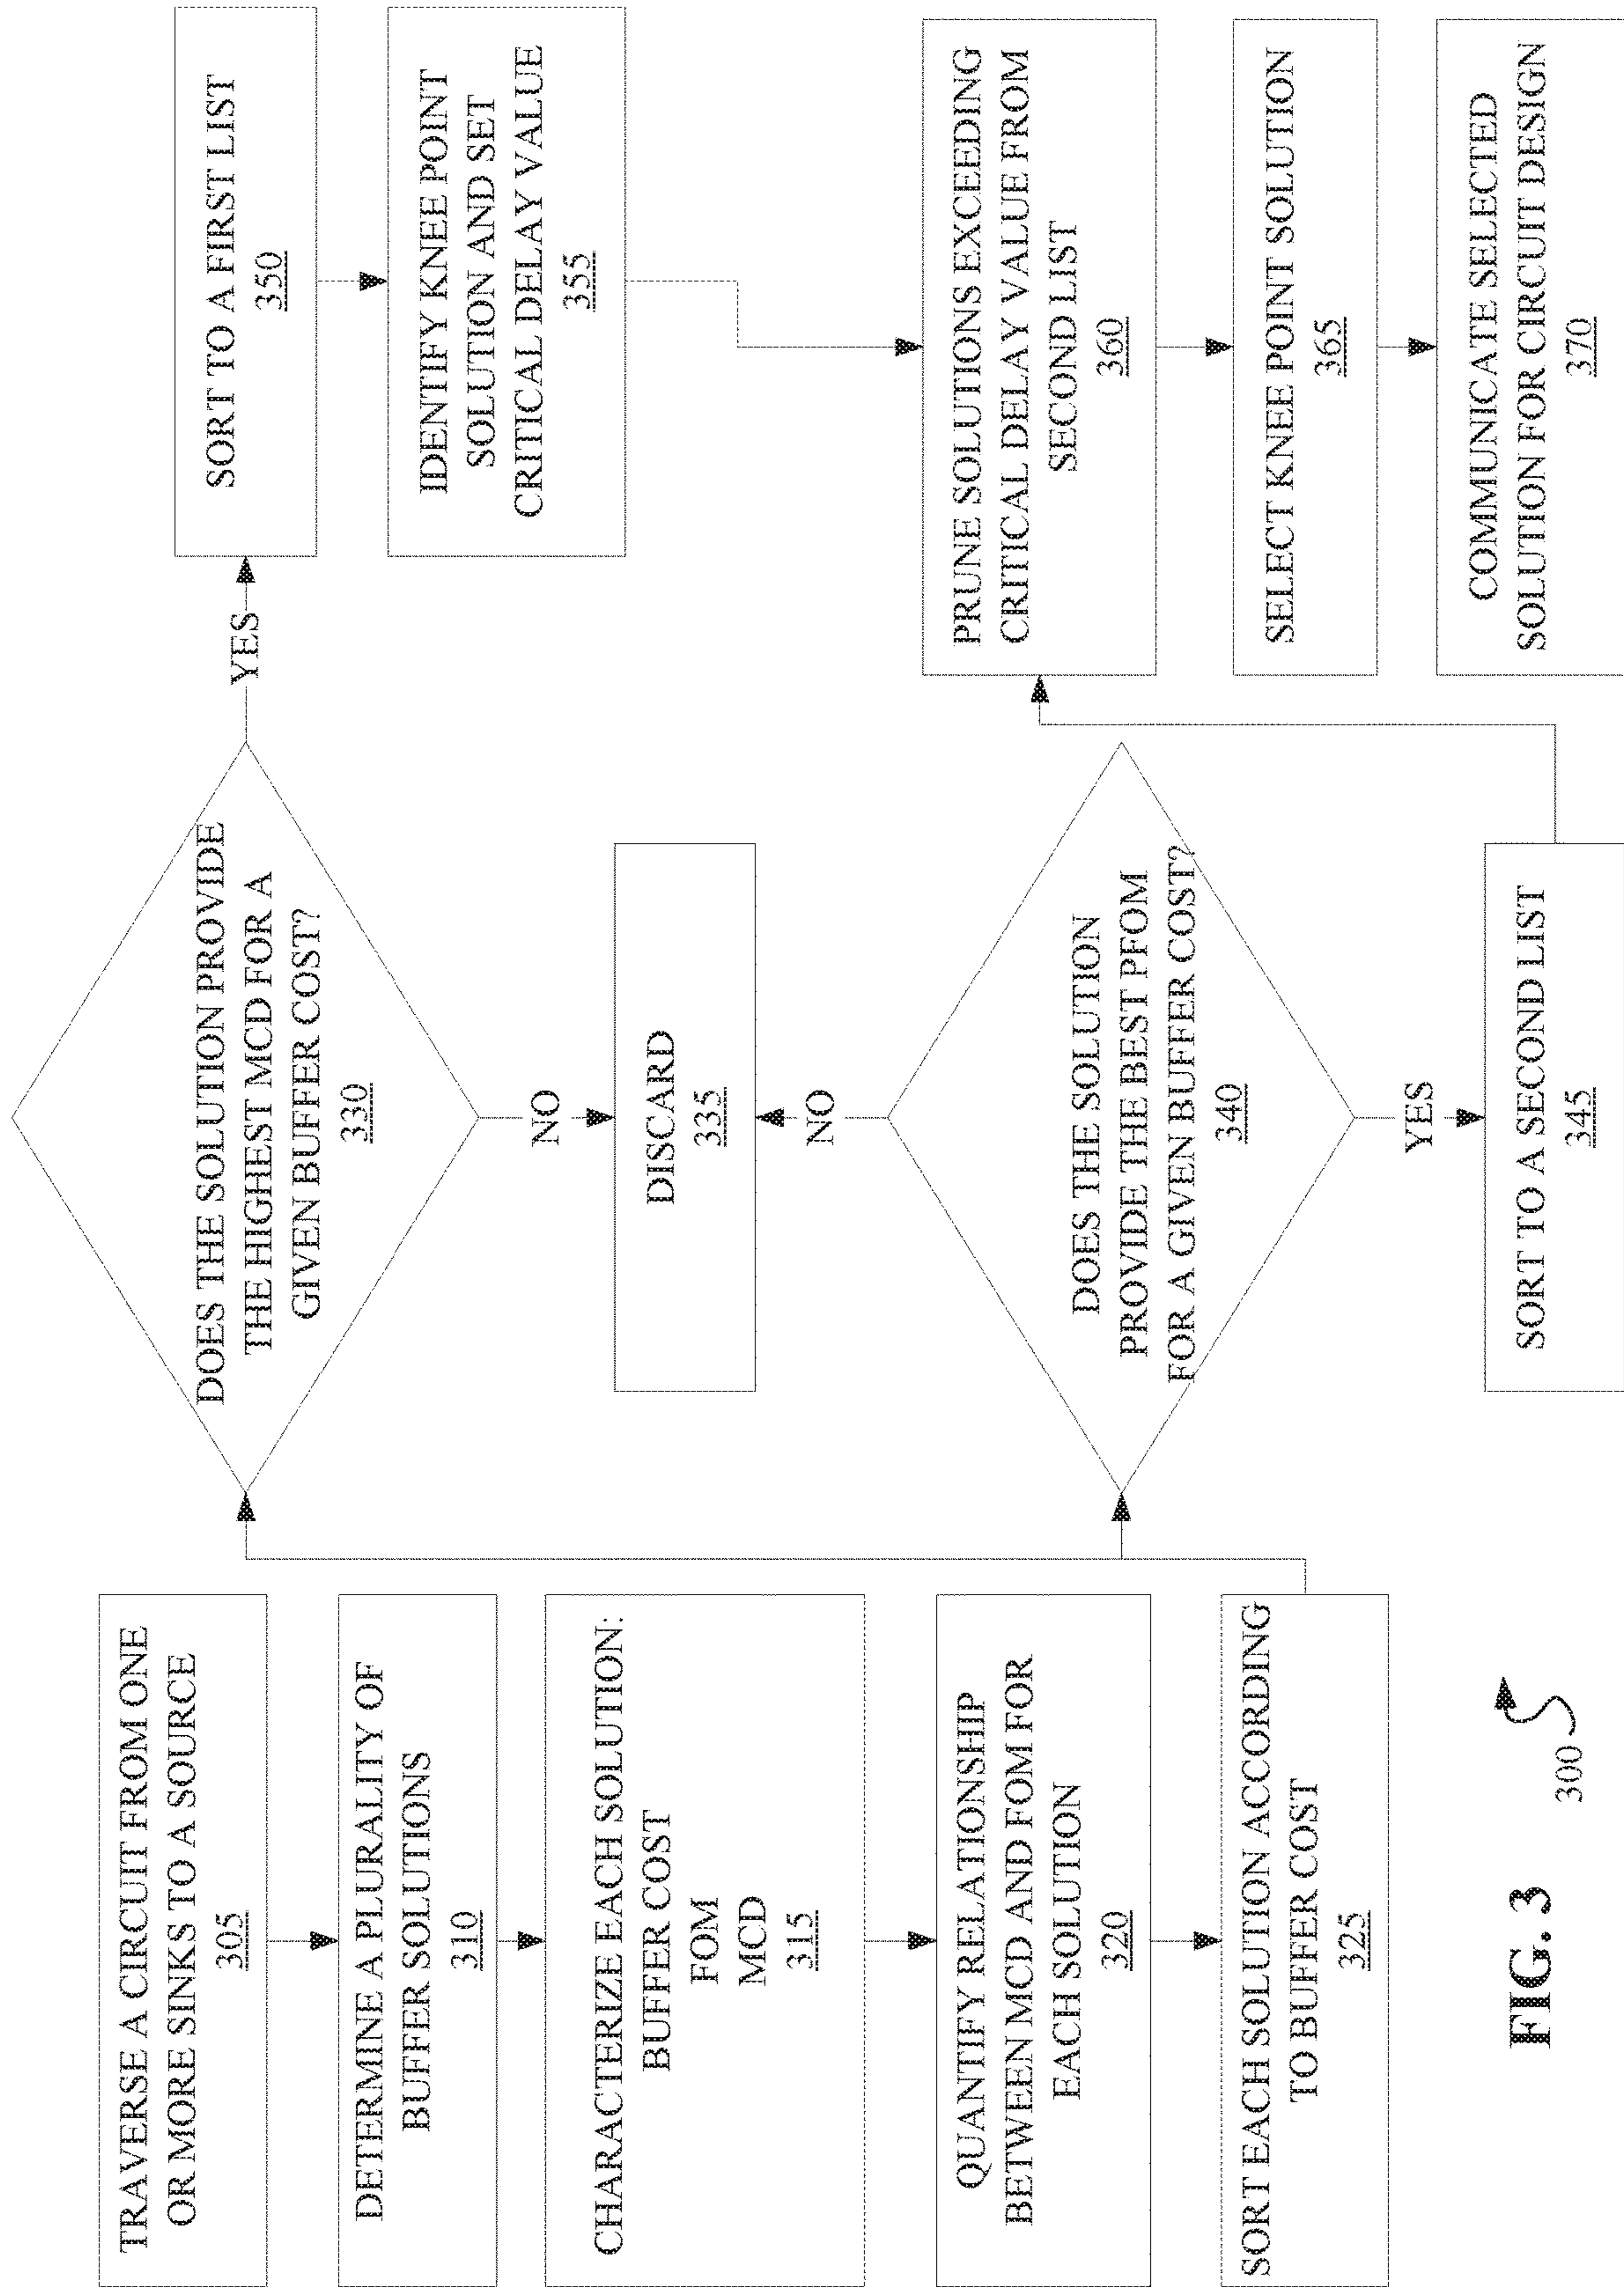 TRAVERSE A CIRCUIT FROM ONE
OR MORE SINKS TO A SOURCE
305
DETERMINE A PLURALITY OF
BUFFER SOLUTIONS
310
CHARACTERIZE EACH SOLUTION:
BUFFER COST
FOM
MCD
315
QUANTIFY RELATIONSHIP
BETWEEN MCD AND FOM FOR
EACH SOLUTION
320
SORT EACH SOLUTION ACCORDING
TO BUFFER COST
325
DOES THE SOLUTION PROVIDE
THE HIGHEST MCD FOR A
GIVEN BUFFER COST?
330
NO
DISCARD
335
NO
DOES THE SOLUTION
PROVIDE THE BEST PFOM
FOR A GIVEN BUFFER COST?
340
YES
SORT TO A SECOND LIST
345
YES
SORT TO A FIRST LIST
350
IDENTIFY KNEE POINT
SOLUTION AND SET
CRITICAL DELAY VALUE
355
PRUNE SOLUTIONS EXCEEDING
CRITICAL DELAY VALUE FROM
SECOND LIST
360
SELECT KNEE POINT SOLUTION
365
COMMUNICATE SELECTED
SOLUTION FOR CIRCUIT DESIGN
370
FIG. 3
300